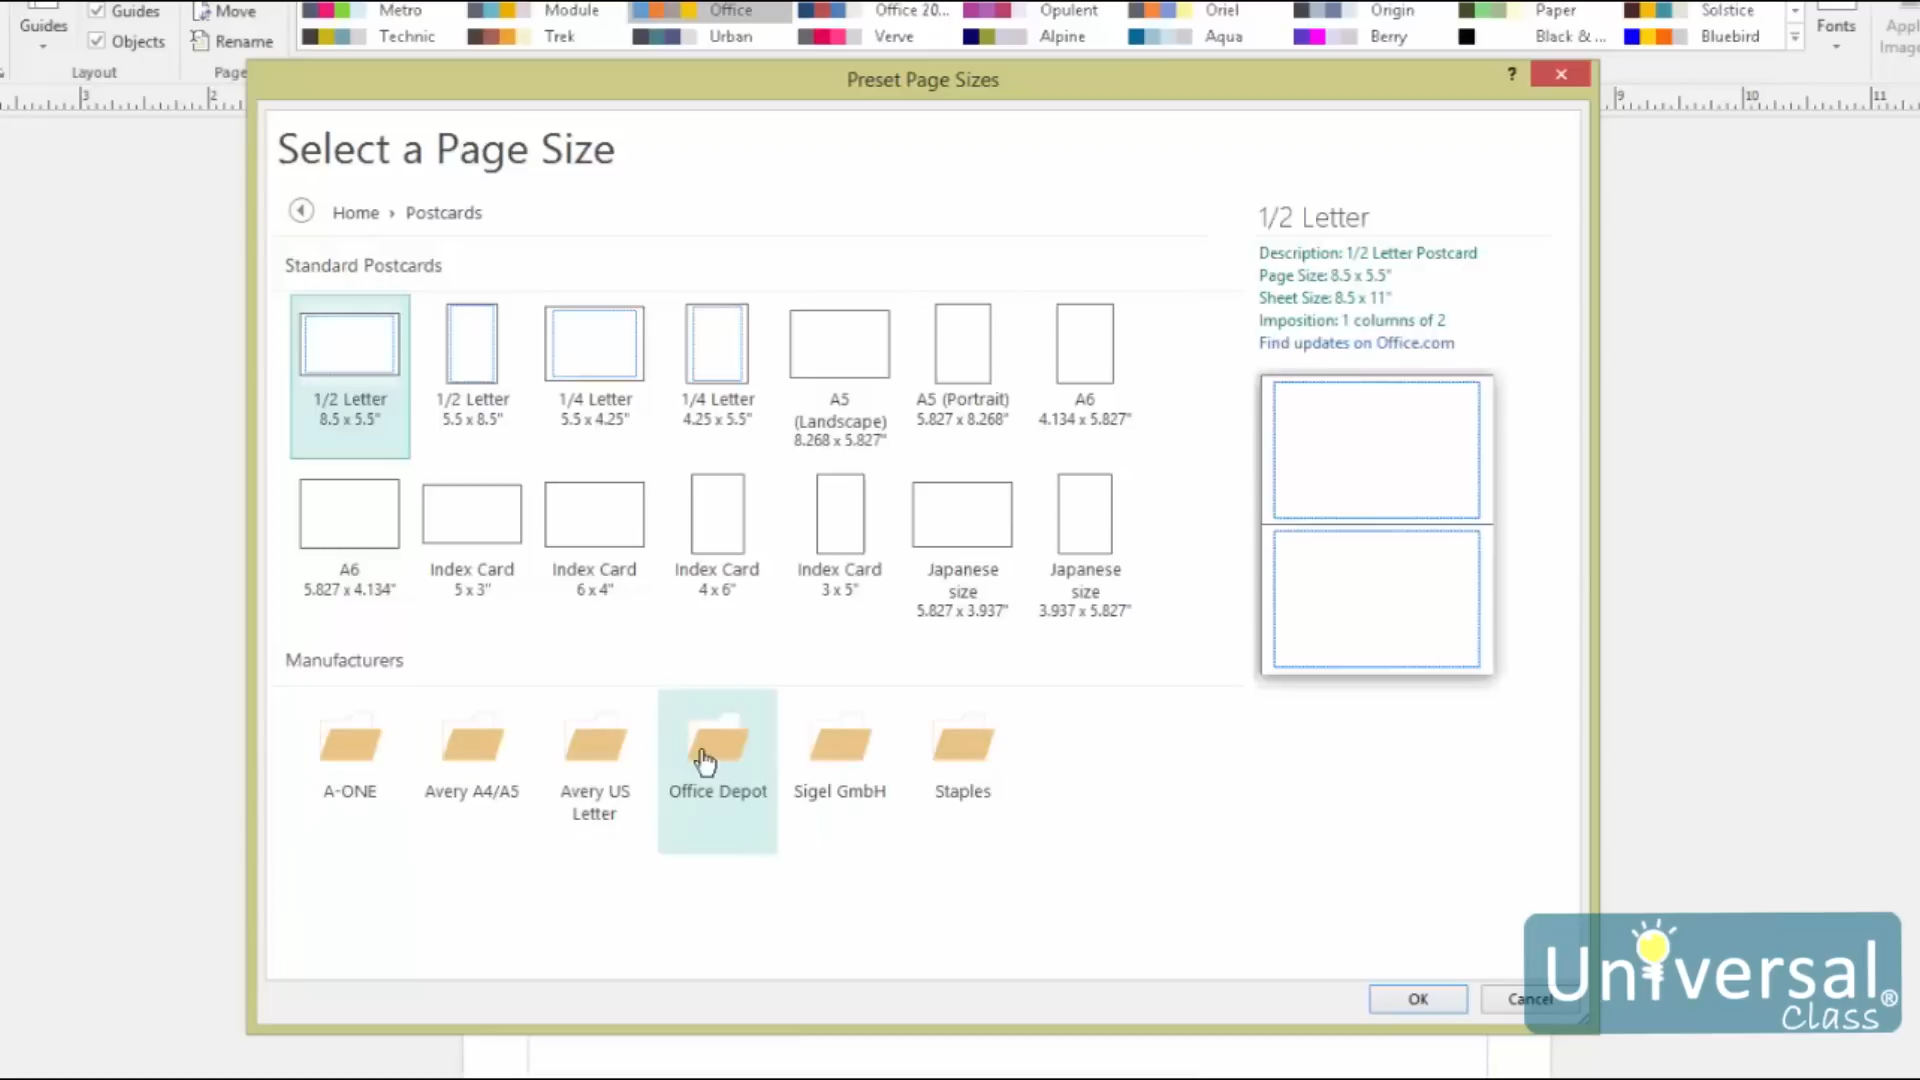 Guides
Guides
Objects
Layout
Move
Rename
Metro
Module
Office
Office 20...
Opulent
Oriel
Origin
Paper
Solstice
Technic
Trek
Urban
Verve
Alpine
Aqua
Berry
Black & ...
Bluebird
Fonts
3
2
9
10
11
Preset Page Sizes
?
Select a Page Size
Home › Postcards
Standard Postcards
1/2 Letter
8.5 x 5.5"
1/2 Letter
5.5 x 8.5"
1/4 Letter
5.5 x 4.25"
1/4 Letter
4.25 x 5.5"
A5
(Landscape)
8.268 x 5.827"
A5 (Portrait)
5.827 x 8.268"
A6
4.134 x 5.827"
A6
5.827 x 4.134"
Index Card
5 x 3"
Index Card
6 x 4"
Index Card
4 x 6"
Index Card
3 x 5"
Japanese
size
5.827 x 3.937"
Japanese
size
3.937 x 5.827"
Manufacturers
A-ONE
Avery A4/A5
Avery US
Letter
Office Depot
Sigel GmbH
Staples
1/2 Letter
Description: 1/2 Letter Postcard
Page Size: 8.5 x 5.5"
Sheet Size: 8.5 x 11"
Imposition: 1 columns of 2
Find updates on Office.com
OK
Cancel
Universal®
Class